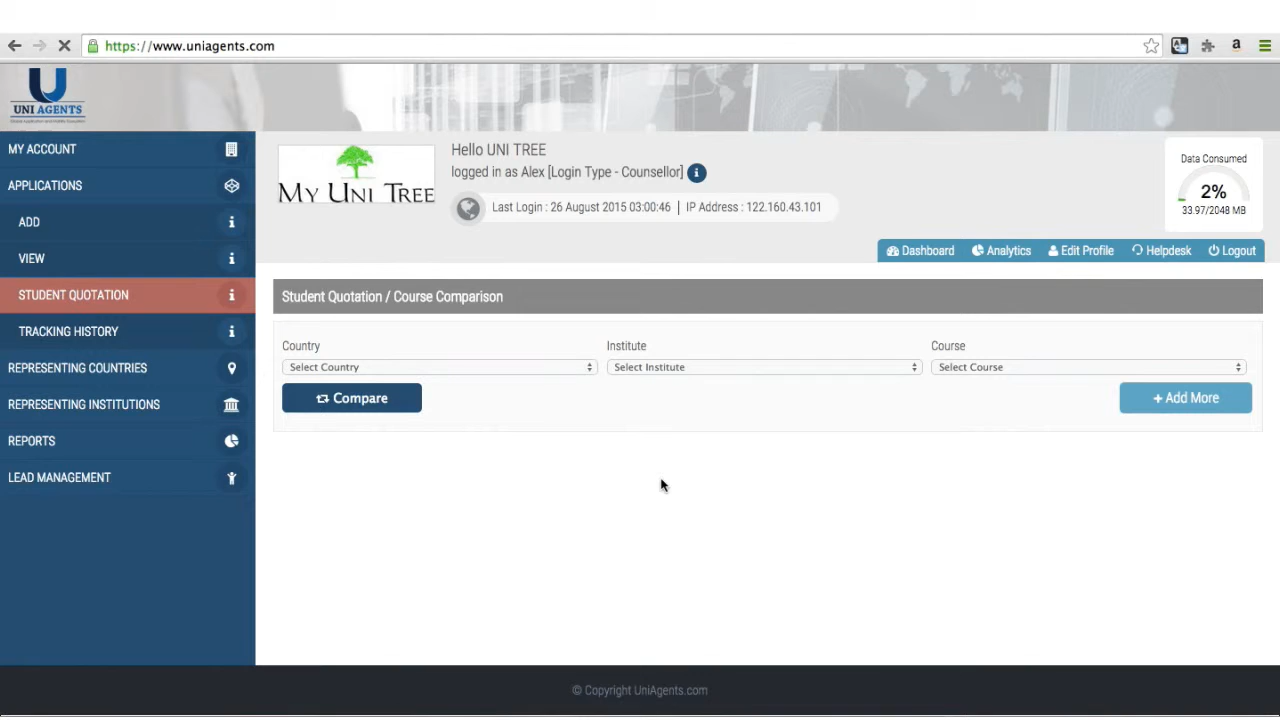 https://www.uniagents.com
a
U
UNI AGENTS
MY ACCOUNT
APPLICATIONS
ADD
VIEW
STUDENT QUOTATION
TRACKING HISTORY
REPRESENTING COUNTRIES
REPRESENTING INSTITUTIONS
REPORTS
LEAD MANAGEMENT
MY UNI TREE
Hello UNI TREE
logged in as Alex [Login Type - Counsellor]
Last Login : 26 August 2015 03:00:46 | IP Address : 122.160.43.101
Data Consumed
2%
33.97/2048 MB
Dashboard Analytics Edit Profile Helpdesk Logout
Student Quotation / Course Comparison
Country Institute Course
Select Country Select Institute Select Course
Compare + Add More
© Copyright UniAgents.com